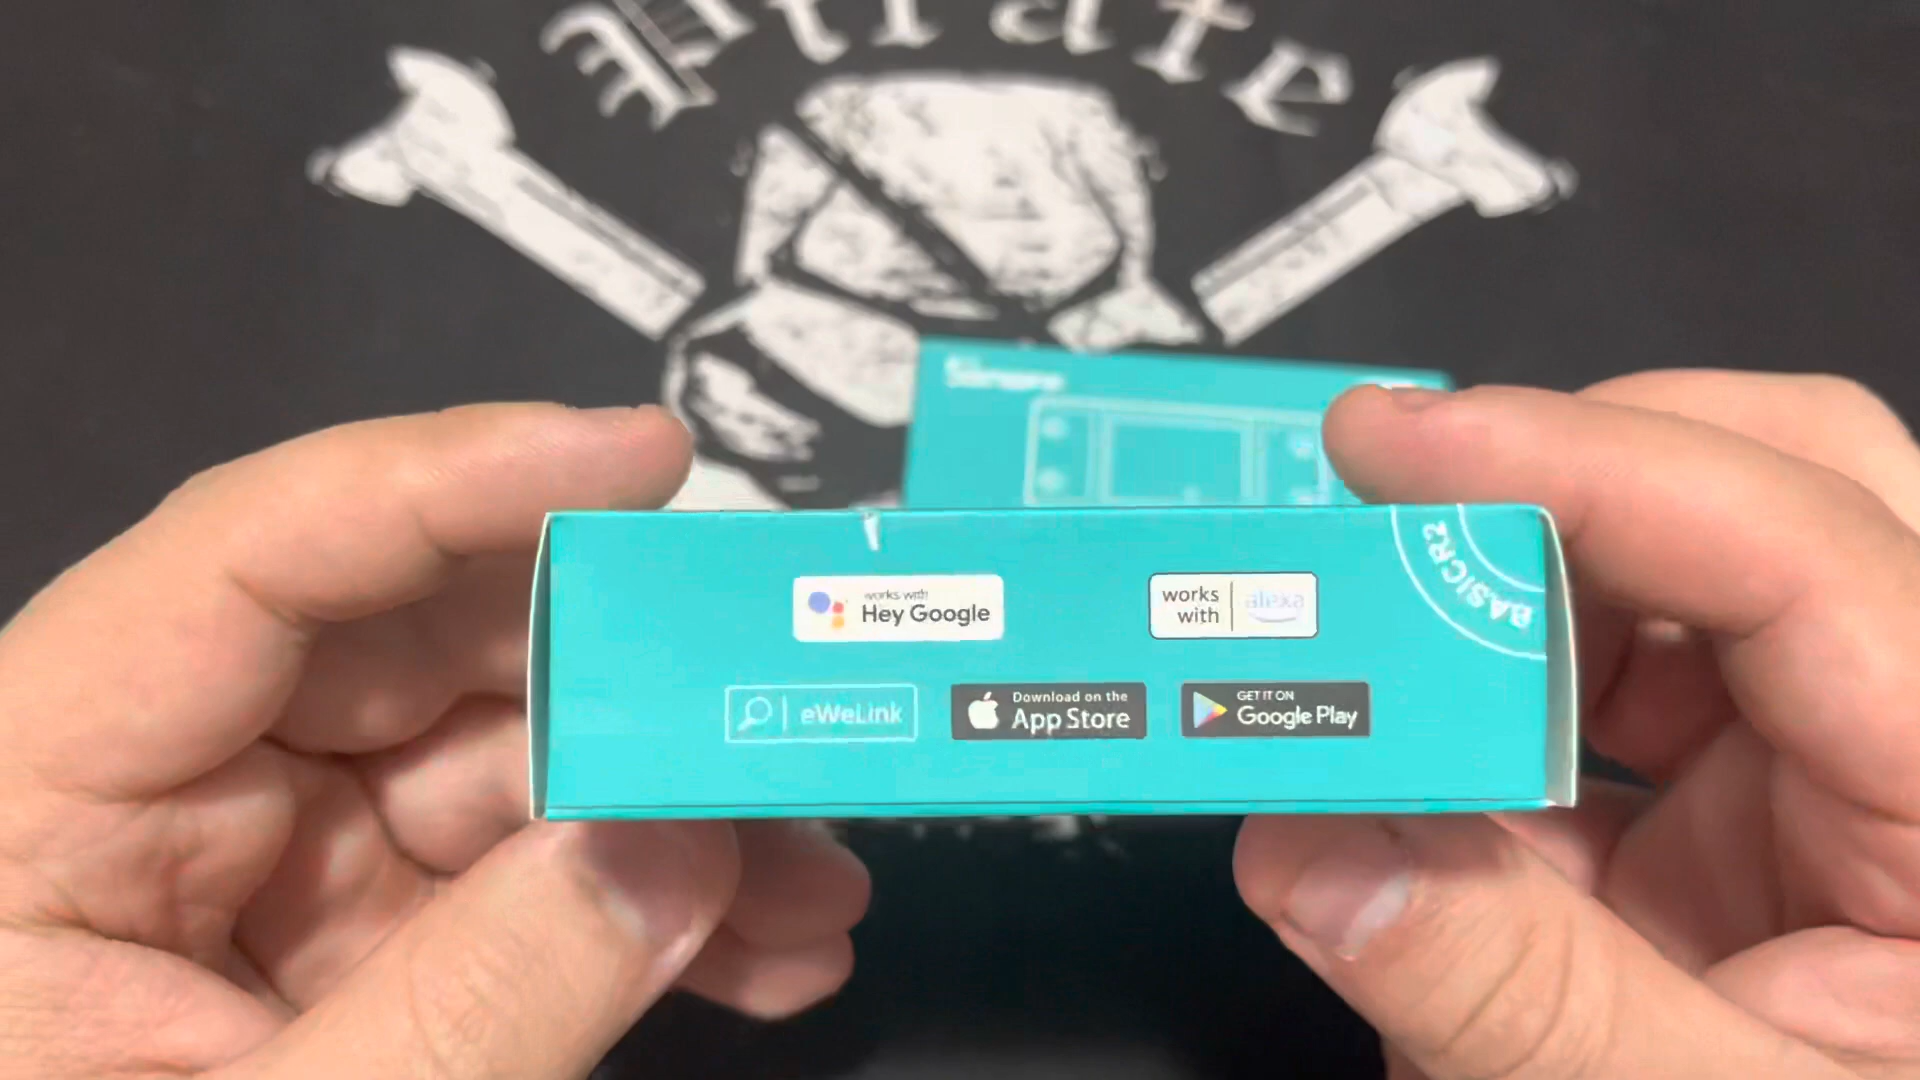 Pirate
BASICR2
works with
Hey Google
works
with
alexa
eWeLink
Download on the
App Store
GET IT ON
Google Play